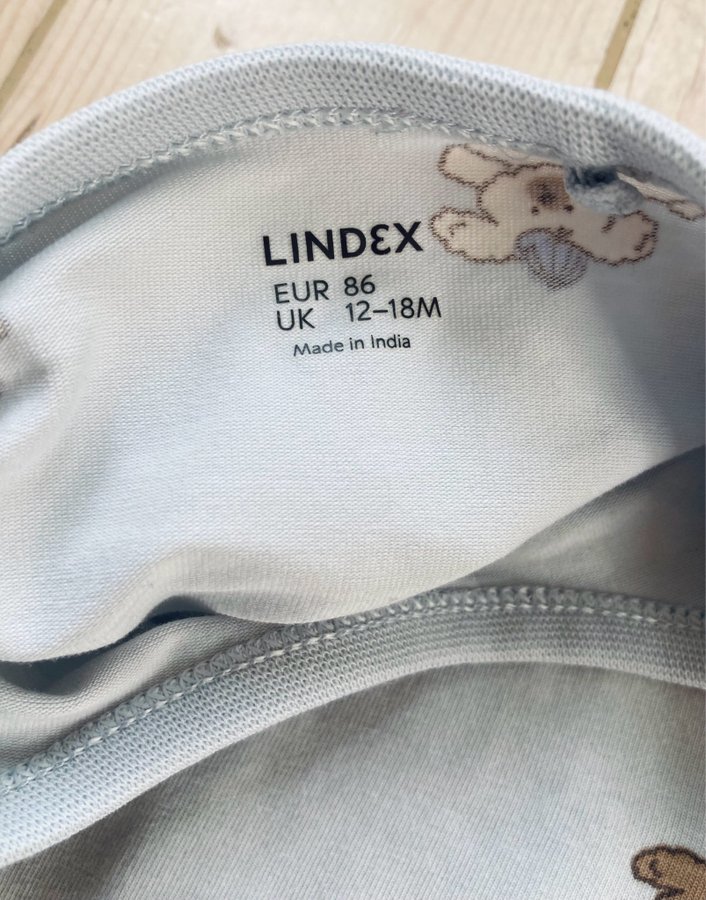 LINDEX
EUR 86
UK 12–18M
Made in India